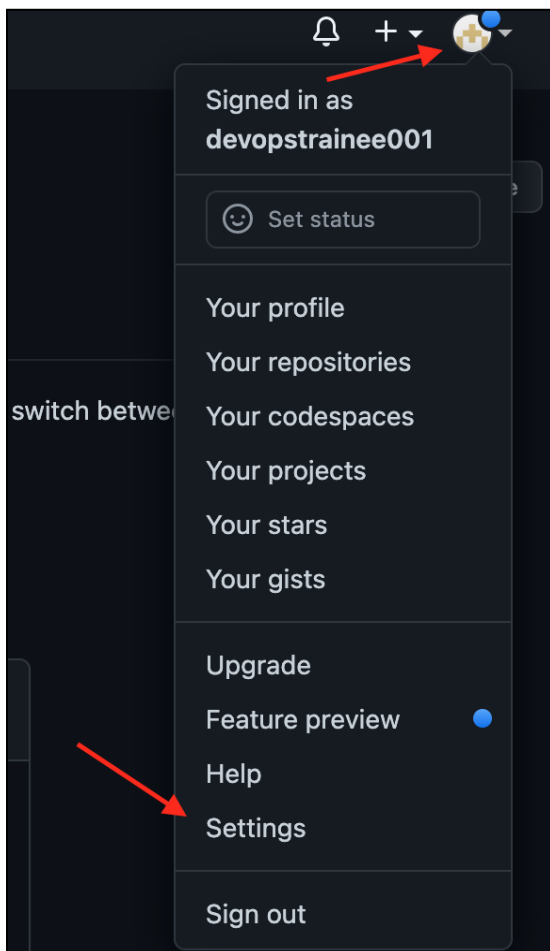 Signed in as
devopstrainee001
Set status
Your profile
Your repositories
switch betwe
Your codespaces
Your projects
Your stars
Your gists
Upgrade
Feature preview
Help
Settings
Sign out